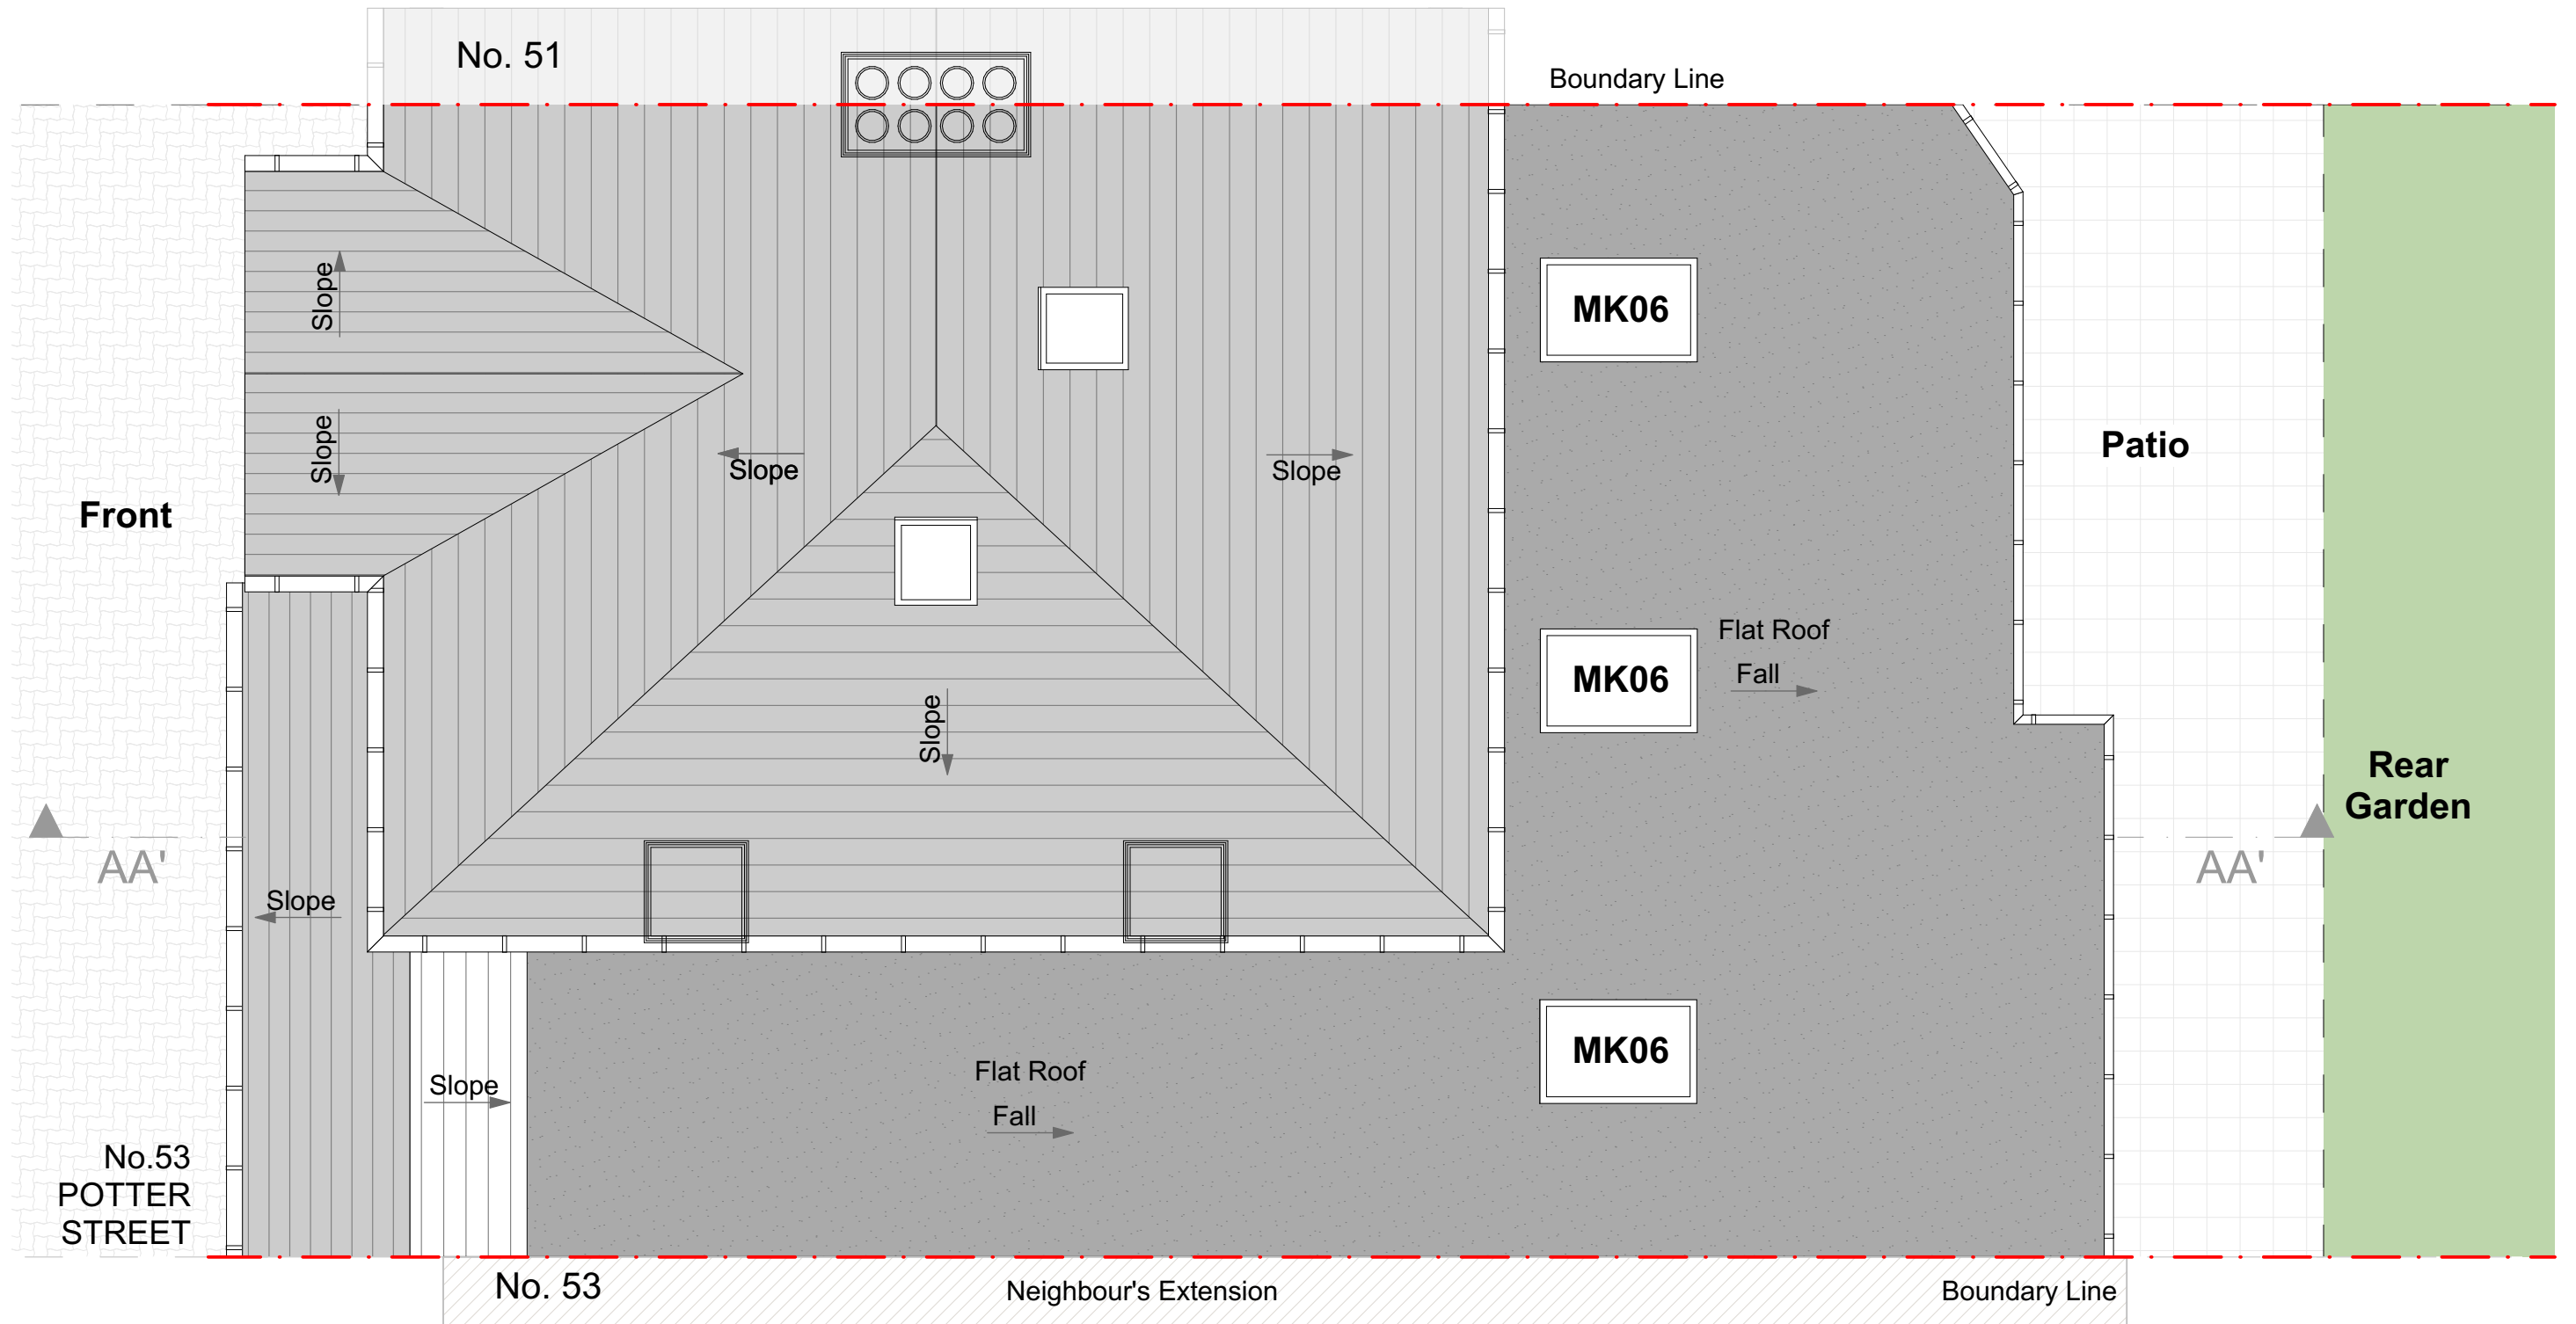 No. 51
Boundary Line
MK06
Slope
Slope
Slope
Slope
Patio
Front
Flat Roof
Fall
MK06
Slope
Rear
Garden
AA'
AA'
Slope
MK06
Flat Roof
Fall
Slope
No.53
POTTER
STREET
No. 53
Neighbour's Extension
Boundary Line